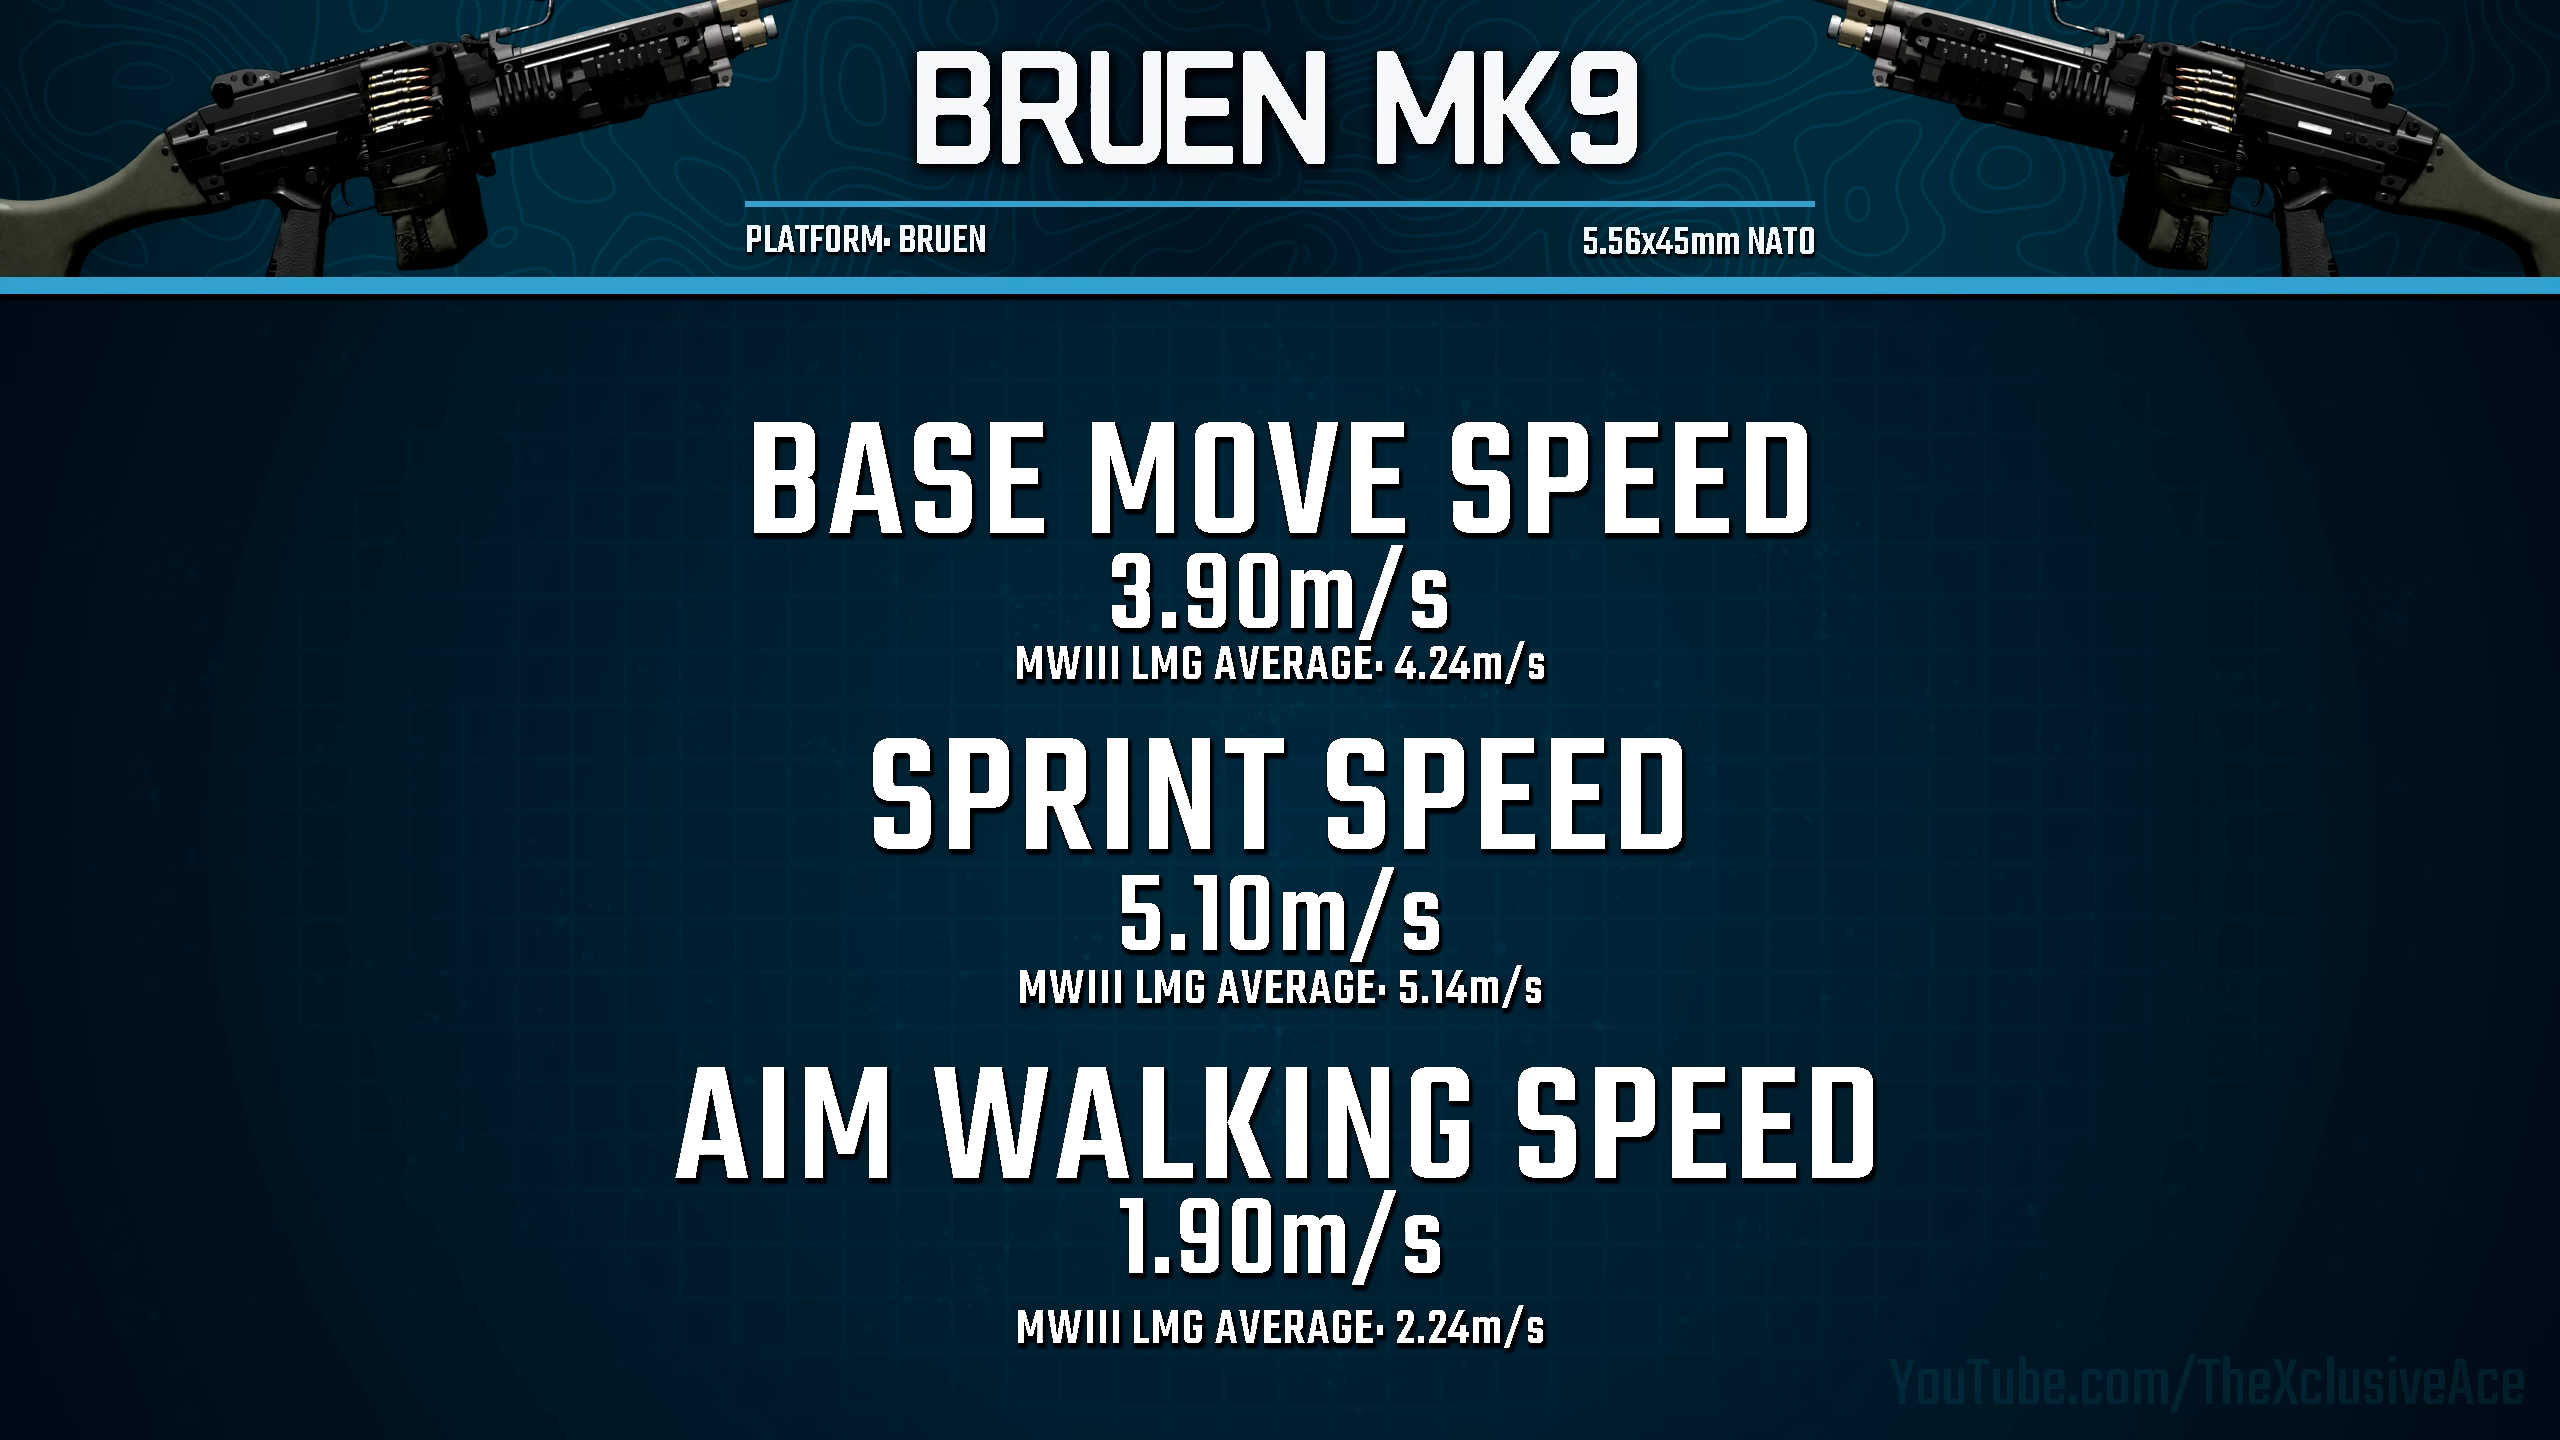 BRUEN MK9
PLATFORM: BRUEN
5.56x45mm NATO
BASE MOVE SPEED
3.90m/s
MWIII LMG AVERAGE: 4.24m/s
SPRINT SPEED
5.10m/s
MWIII LMG AVERAGE: 5.14m/s
AIM WALKING SPEED
1.90m/s
MWIII LMG AVERAGE: 2.24m/s
YouTube.com/TheXclusiveAce